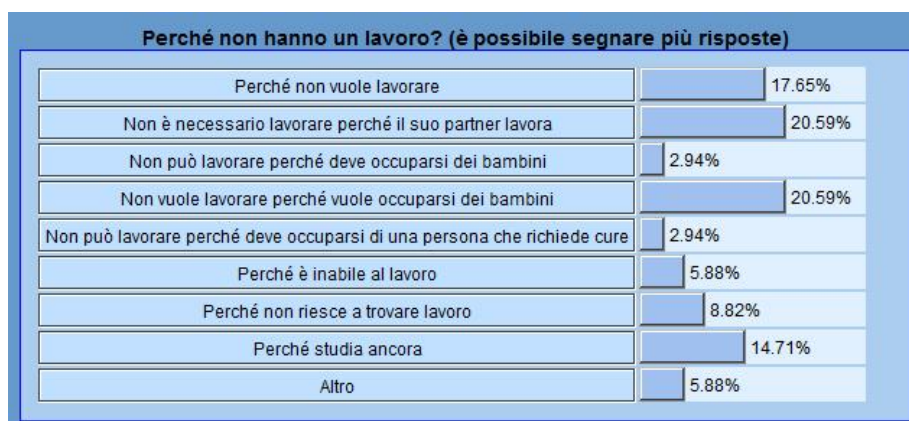 Perché non hanno un lavoro? (è possibile segnare più risposte)
Perché non vuole lavorare 17.65%
Non è necessario lavorare perché il suo partner lavora 20.59%
Non può lavorare perché deve occuparsi dei bambini 2.94%
Non vuole lavorare perché vuole occuparsi dei bambini 20.59%
Non può lavorare perché deve occuparsi di una persona che richiede cure 2.94%
Perché è inabile al lavoro 5.88%
Perché non riesce a trovare lavoro 8.82%
Perché studia ancora 14.71%
Altro 5.88%